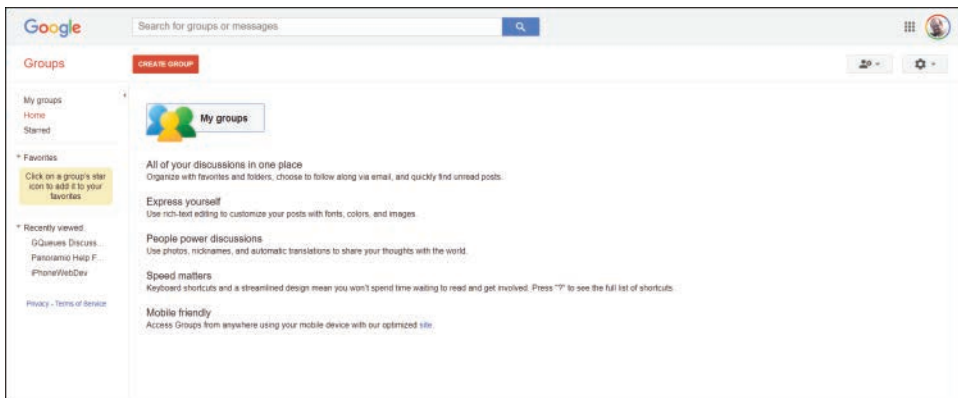 Google
Search for groups or messages
Groups
CREATE GROUP
My groups
Home
Starred
Favorites
Click on a group's star
icon to add it to your
favorites
Recently viewed
GQueues Discuss...
Panoramio Help F...
iPhoneWebDev
Privacy - Terms of Service
My groups
All of your discussions in one place
Organize with favorites and folders, choose to follow along via email, and quickly find unread posts.
Express yourself
Use rich-text editing to customize your posts with fonts, colors, and images.
People power discussions
Use photos, nicknames, and automatic translations to share your thoughts with the world.
Speed matters
Keyboard shortcuts and a streamlined design mean you won't spend time waiting to read and get involved. Press "?" to see the full list of shortcuts.
Mobile friendly
Access Groups from anywhere using your mobile device with our optimized site.